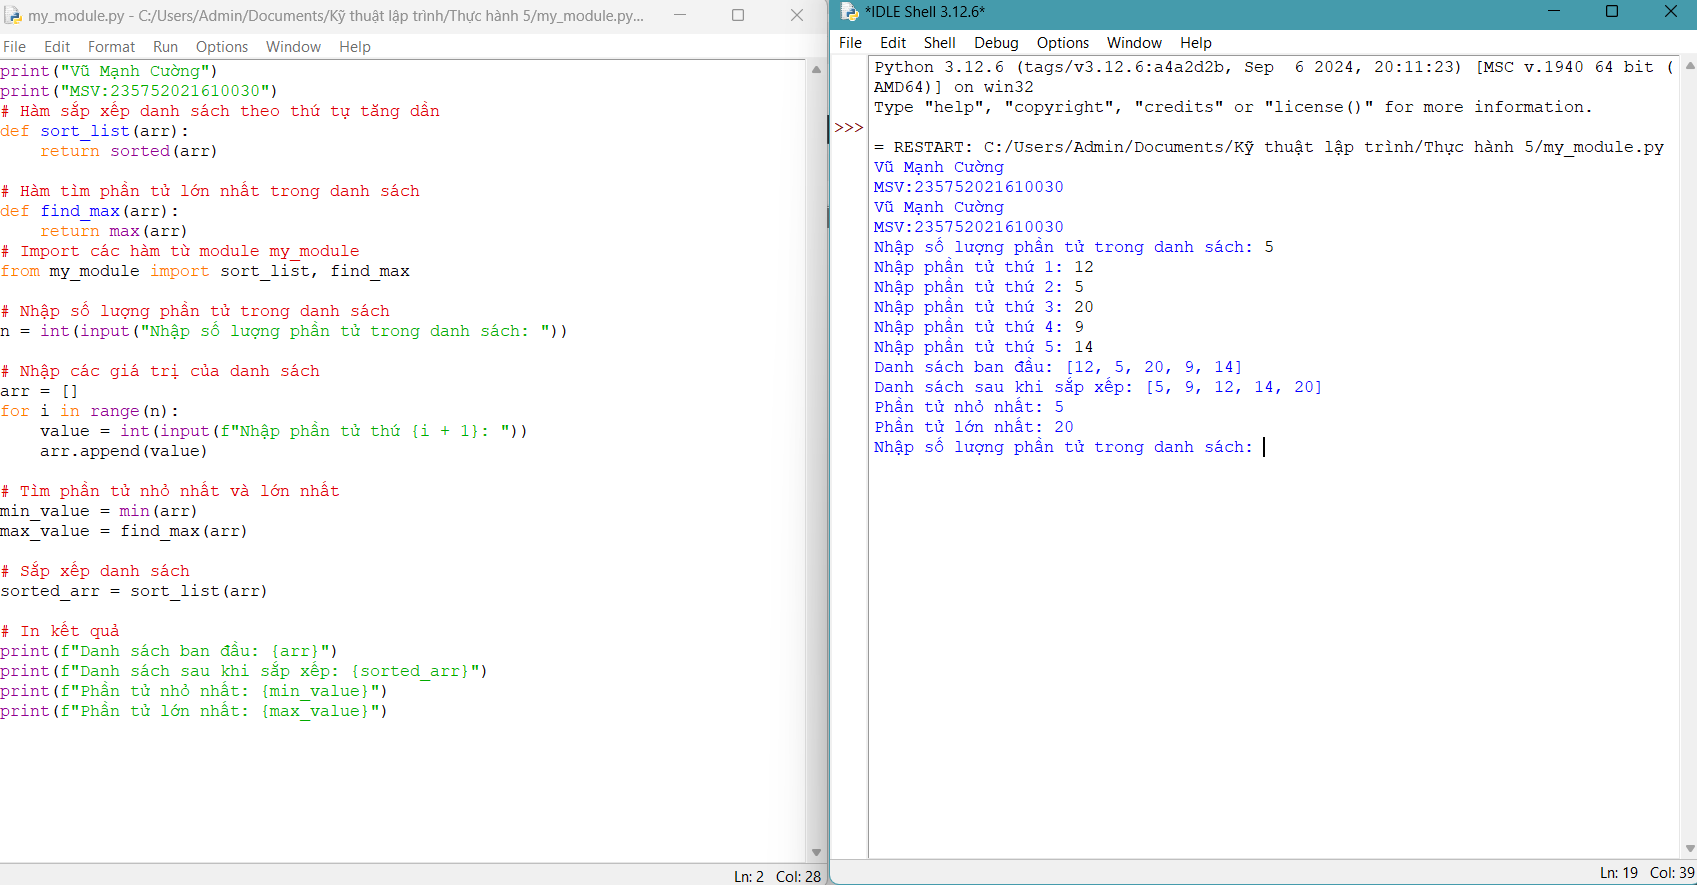 my_module.py - C:/Users/Admin/Documents/Kỹ thuật lập trình/Thực hành 5/my_module.py...
File Edit Format Run Options Window Help
print("Vũ Mạnh Cường")
print("MSV:235752021610030")
# Hàm sắp xếp danh sách theo thứ tự tăng dần
def sort_list(arr):
    return sorted(arr)
# Hàm tìm phần tử lớn nhất trong danh sách
def find_max(arr):
    return max(arr)
# Import các hàm từ module my_module
from my_module import sort_list, find_max
# Nhập số lượng phần tử trong danh sách
n = int(input("Nhập số lượng phần tử trong danh sách: "))
# Nhập các giá trị của danh sách
arr = []
for i in range(n):
    value = int(input(f"Nhập phần tử thứ {i + 1}: "))
    arr.append(value)
# Tìm phần tử nhỏ nhất và lớn nhất
min_value = min(arr)
max_value = find_max(arr)
# Sắp xếp danh sách
sorted_arr = sort_list(arr)
# In kết quả
print(f"Danh sách ban đầu: {arr}")
print(f"Danh sách sau khi sắp xếp: {sorted_arr}")
print(f"Phần tử nhỏ nhất: {min_value}")
print(f"Phần tử lớn nhất: {max_value}")
Ln: 2 Col: 28
*IDLE Shell 3.12.6*
File Edit Shell Debug Options Window Help
Python 3.12.6 (tags/v3.12.6:a4a2d2b, Sep  6 2024, 20:11:23) [MSC v.1940 64 bit (
AMD64)] on win32
Type "help", "copyright", "credits" or "license()" for more information.
>>>
= RESTART: C:/Users/Admin/Documents/Kỹ thuật lập trình/Thực hành 5/my_module.py
Vũ Mạnh Cường
MSV:235752021610030
Vũ Mạnh Cường
MSV:235752021610030
Nhập số lượng phần tử trong danh sách: 5
Nhập phần tử thứ 1: 12
Nhập phần tử thứ 2: 5
Nhập phần tử thứ 3: 20
Nhập phần tử thứ 4: 9
Nhập phần tử thứ 5: 14
Danh sách ban đầu: [12, 5, 20, 9, 14]
Danh sách sau khi sắp xếp: [5, 9, 12, 14, 20]
Phần tử nhỏ nhất: 5
Phần tử lớn nhất: 20
Nhập số lượng phần tử trong danh sách:
Ln: 19 Col: 39